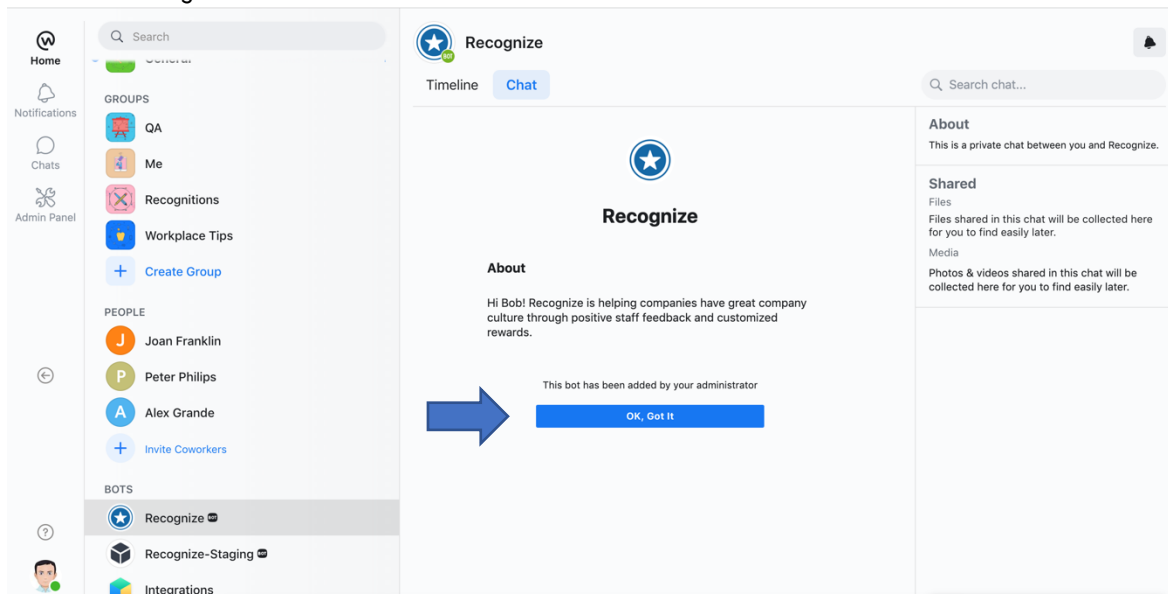 Search
Home
General
Notifications
GROUPS
QA
Chats
Me
Admin Panel
Recognitions
Workplace Tips
Create Group
PEOPLE
J
Joan Franklin
P
Peter Philips
A
Alex Grande
Invite Coworkers
BOTS
Recognize BOT
Recognize-Staging BOT
Integrations
BOT
Recognize
Timeline
Chat
Search chat...
Recognize
About
Hi Bob! Recognize is helping companies have great company
culture through positive staff feedback and customized
rewards.
This bot has been added by your administrator
OK, Got It
About
This is a private chat between you and Recognize.
Shared
Files
Files shared in this chat will be collected here
for you to find easily later.
Media
Photos & videos shared in this chat will be
collected here for you to find easily later.